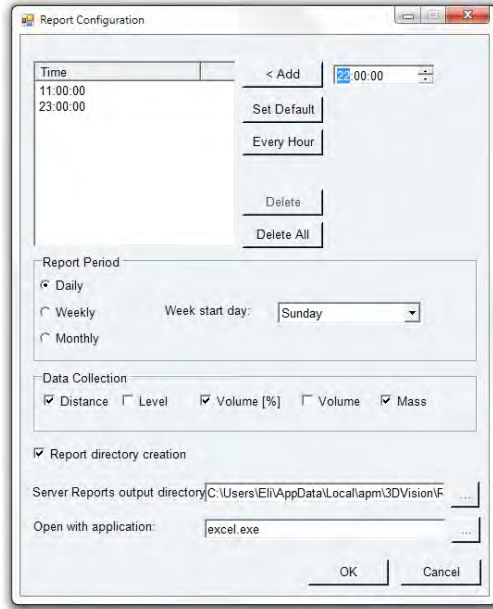 Report Configuration
Time
< Add
22:00:00
11:00:00
23:00:00
Set Default
Every Hour
Delete
Delete All
Report Period
Daily
Weekly
Week start day:
Sunday
Monthly
Data Collection
Distance
Level
Volume [%]
Volume
Mass
Report directory creation
Server Reports output directory
C:\Users\Eli\AppData\Local\apm\3DVision\R
...
Open with application:
excel.exe
...
OK
Cancel